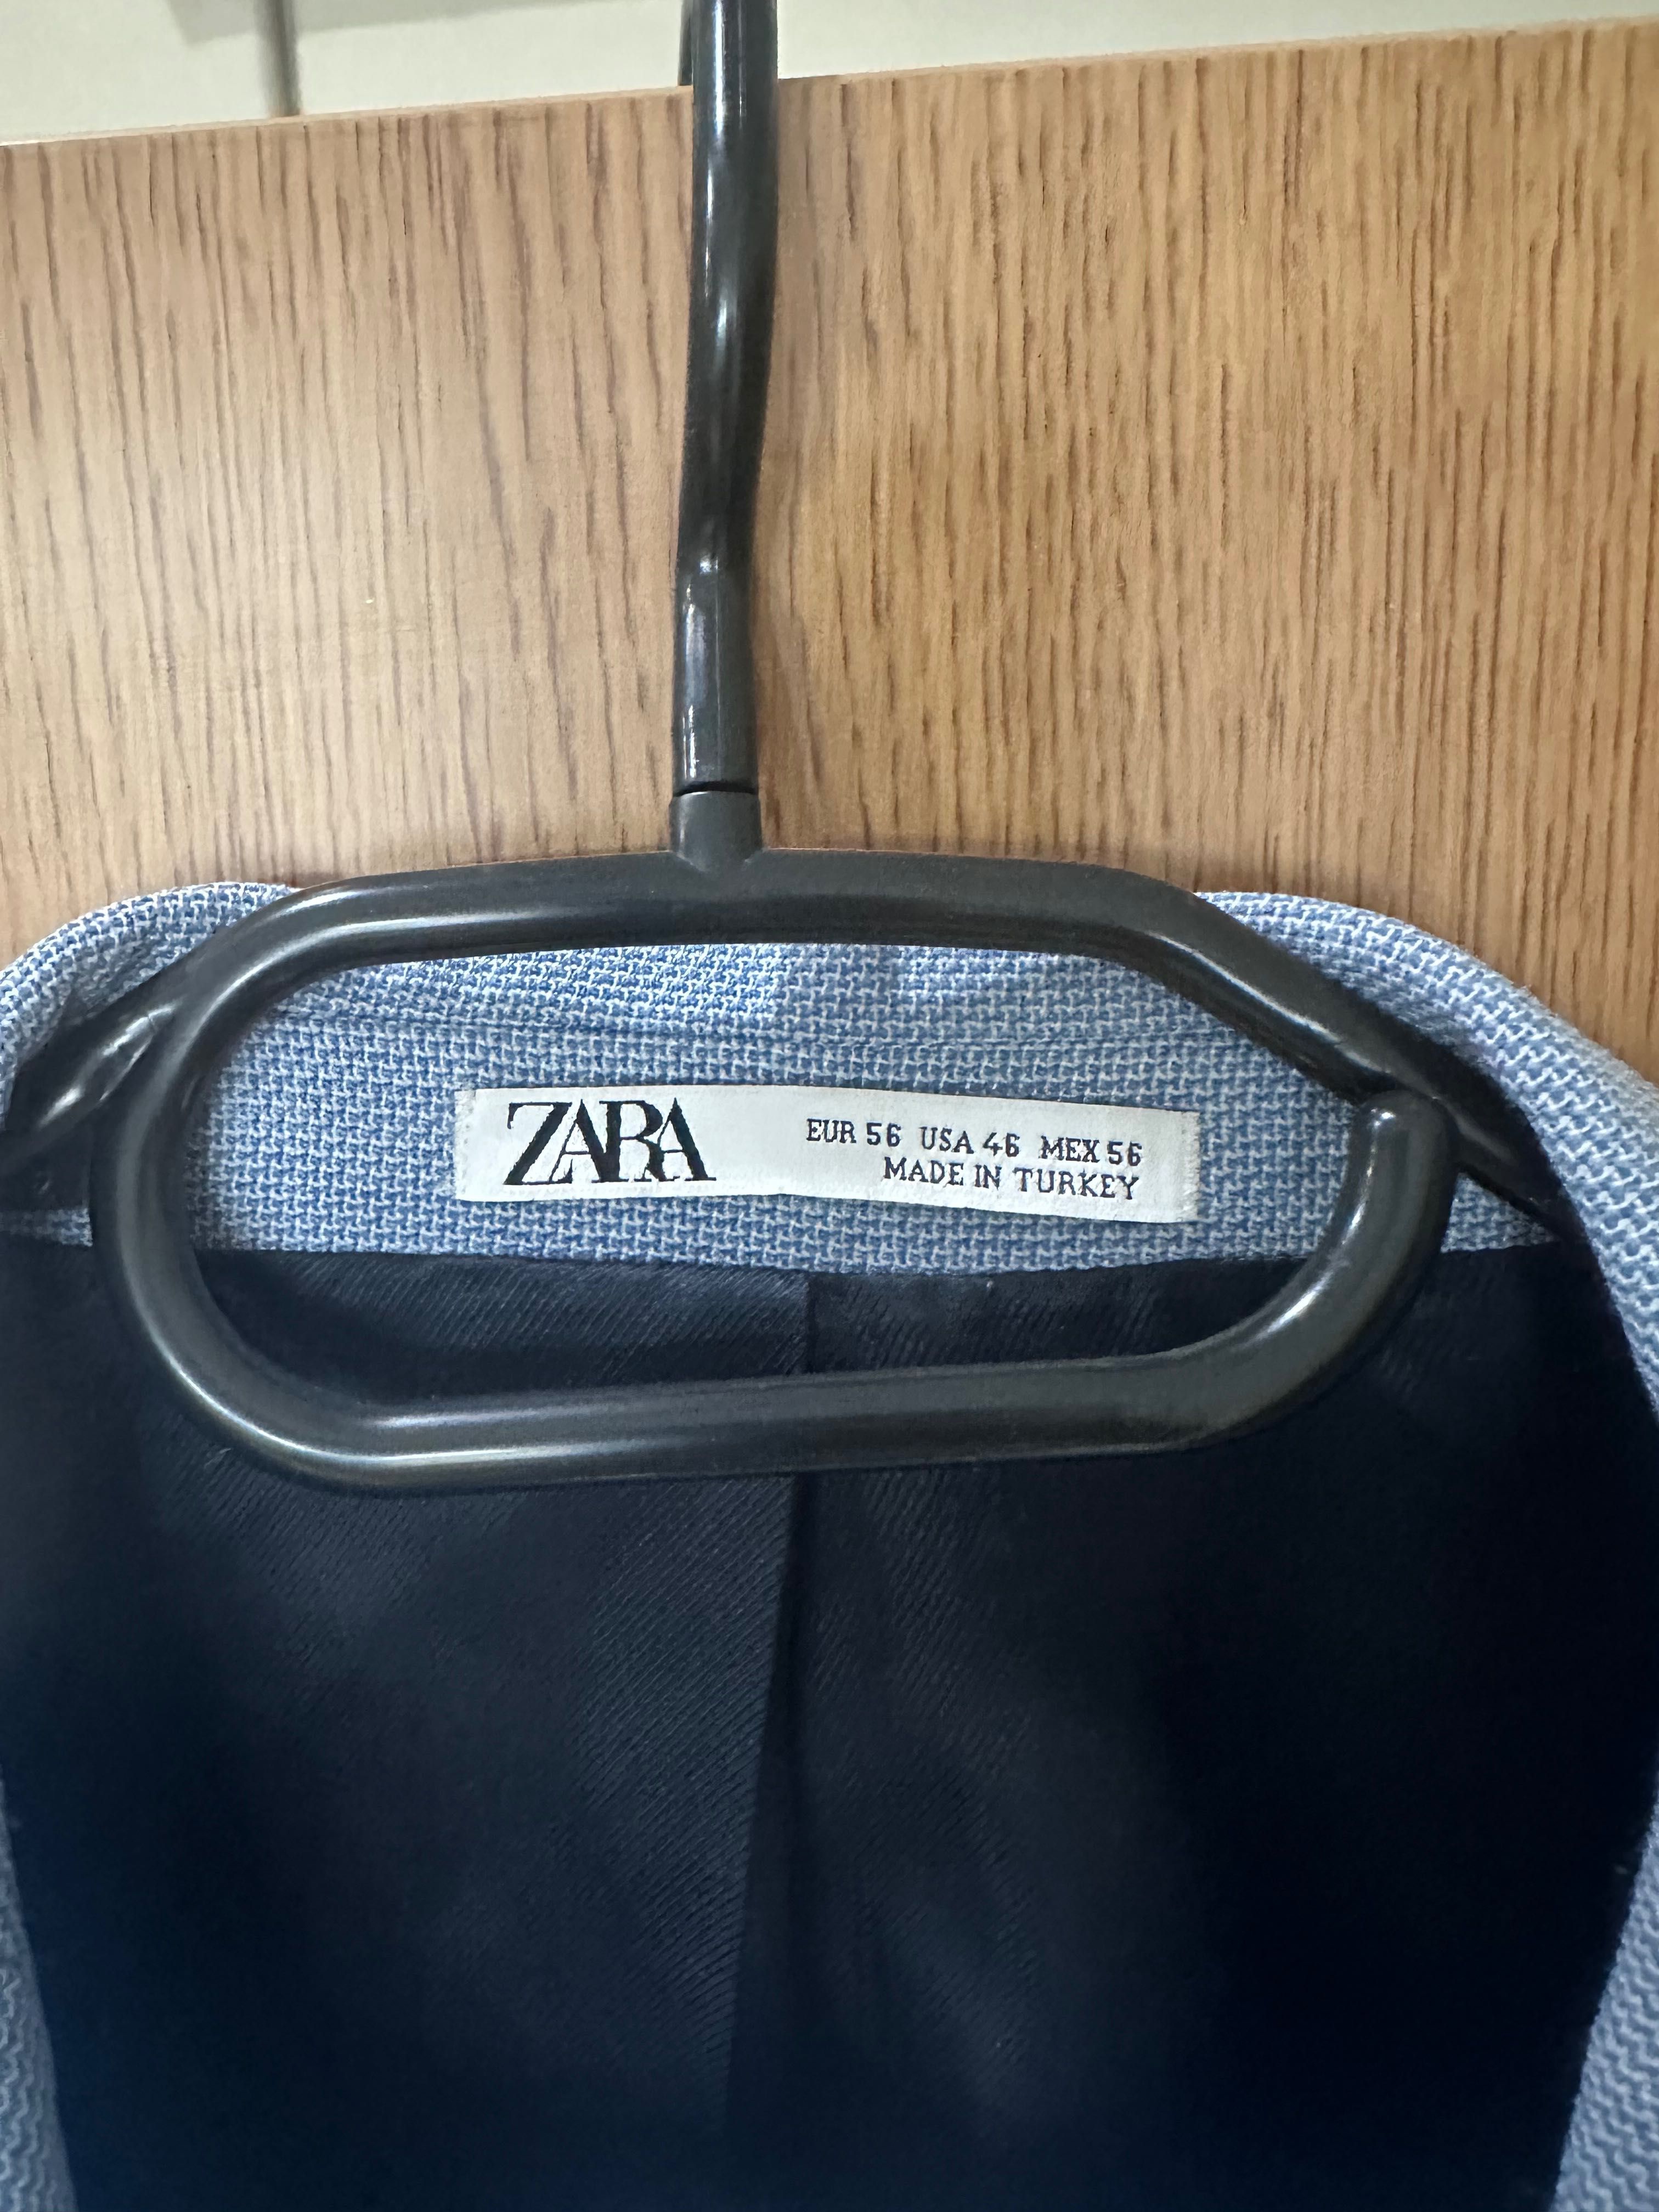 ZARA
EUR 56 USA 46 MEX 56
MADE IN TURKEY